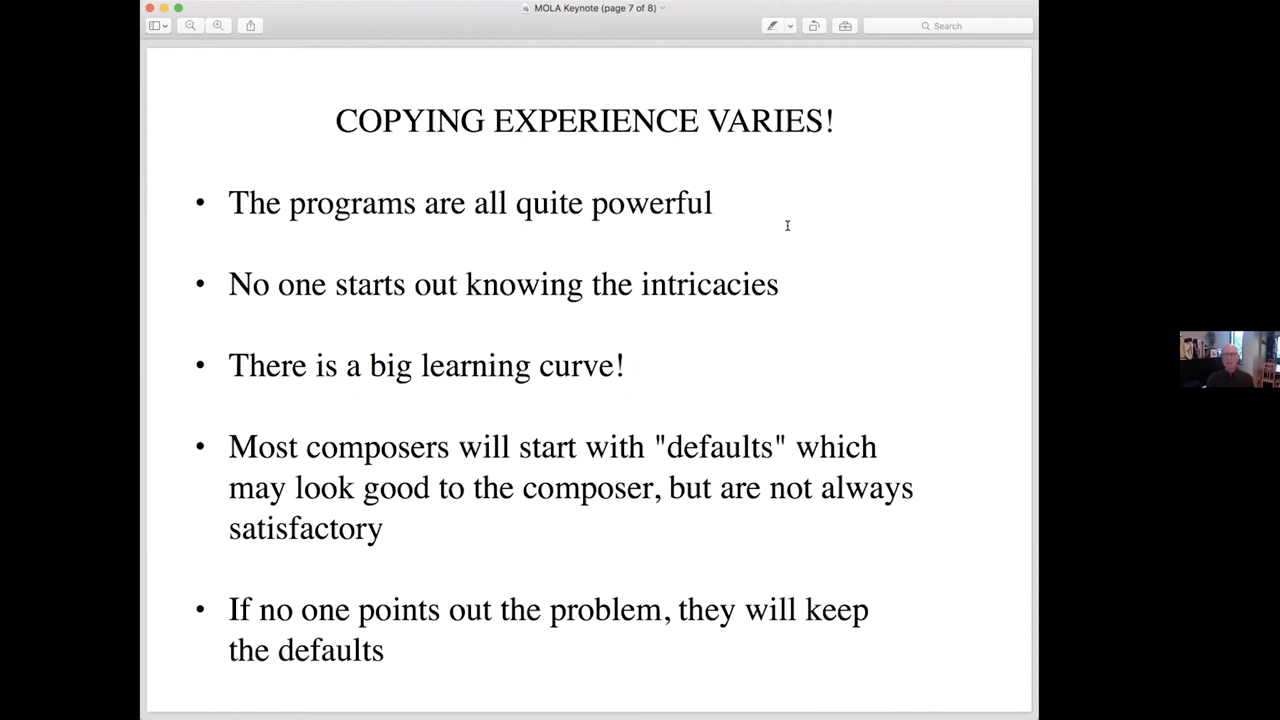 MOLA Keynote (page 7 of 8)
Search
COPYING EXPERIENCE VARIES!
• The programs are all quite powerful
• No one starts out knowing the intricacies
• There is a big learning curve!
• Most composers will start with "defaults" which
may look good to the composer, but are not always
satisfactory
• If no one points out the problem, they will keep
the defaults